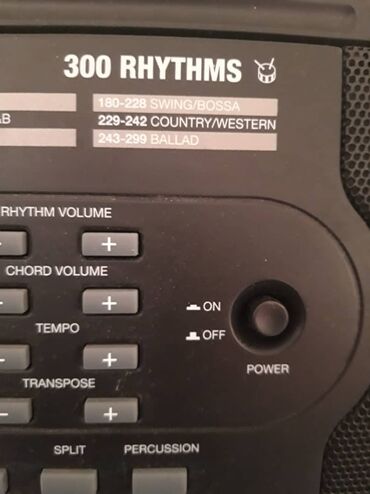 300 RHYTHMS
180-228 SWING/BOSSA
229-242 COUNTRY/WESTERN
243-299 BALLAD
RHYTHM VOLUME
+
CHORD VOLUME
+
ON
TEMPO
OFF
+
POWER
TRANSPOSE
- +
SPLIT PERCUSSION